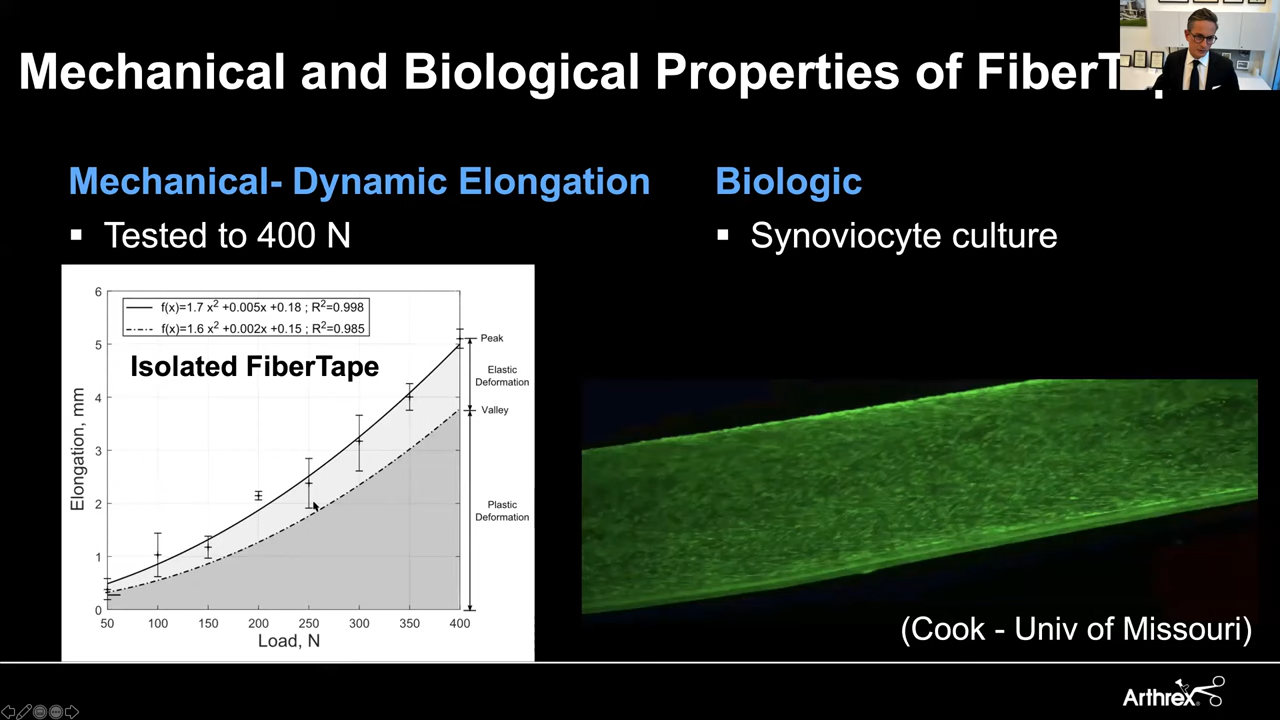 Mechanical and Biological Properties of FiberT
Mechanical- Dynamic Elongation
▪ Tested to 400 N
Biologic
▪ Synoviocyte culture
f(x)=1.7 x² +0.005x +0.18 ; R²=0.998
f(x)=1.6 x² +0.002x +0.15 ; R²=0.985
Isolated FiberTape
Elongation, mm
6
5
4
3
2
1
0
50 100 150 200 250 300 350 400
Load, N
Peak
Elastic
Deformation
Valley
Plastic
Deformation
(Cook - Univ of Missouri)
Arthrex